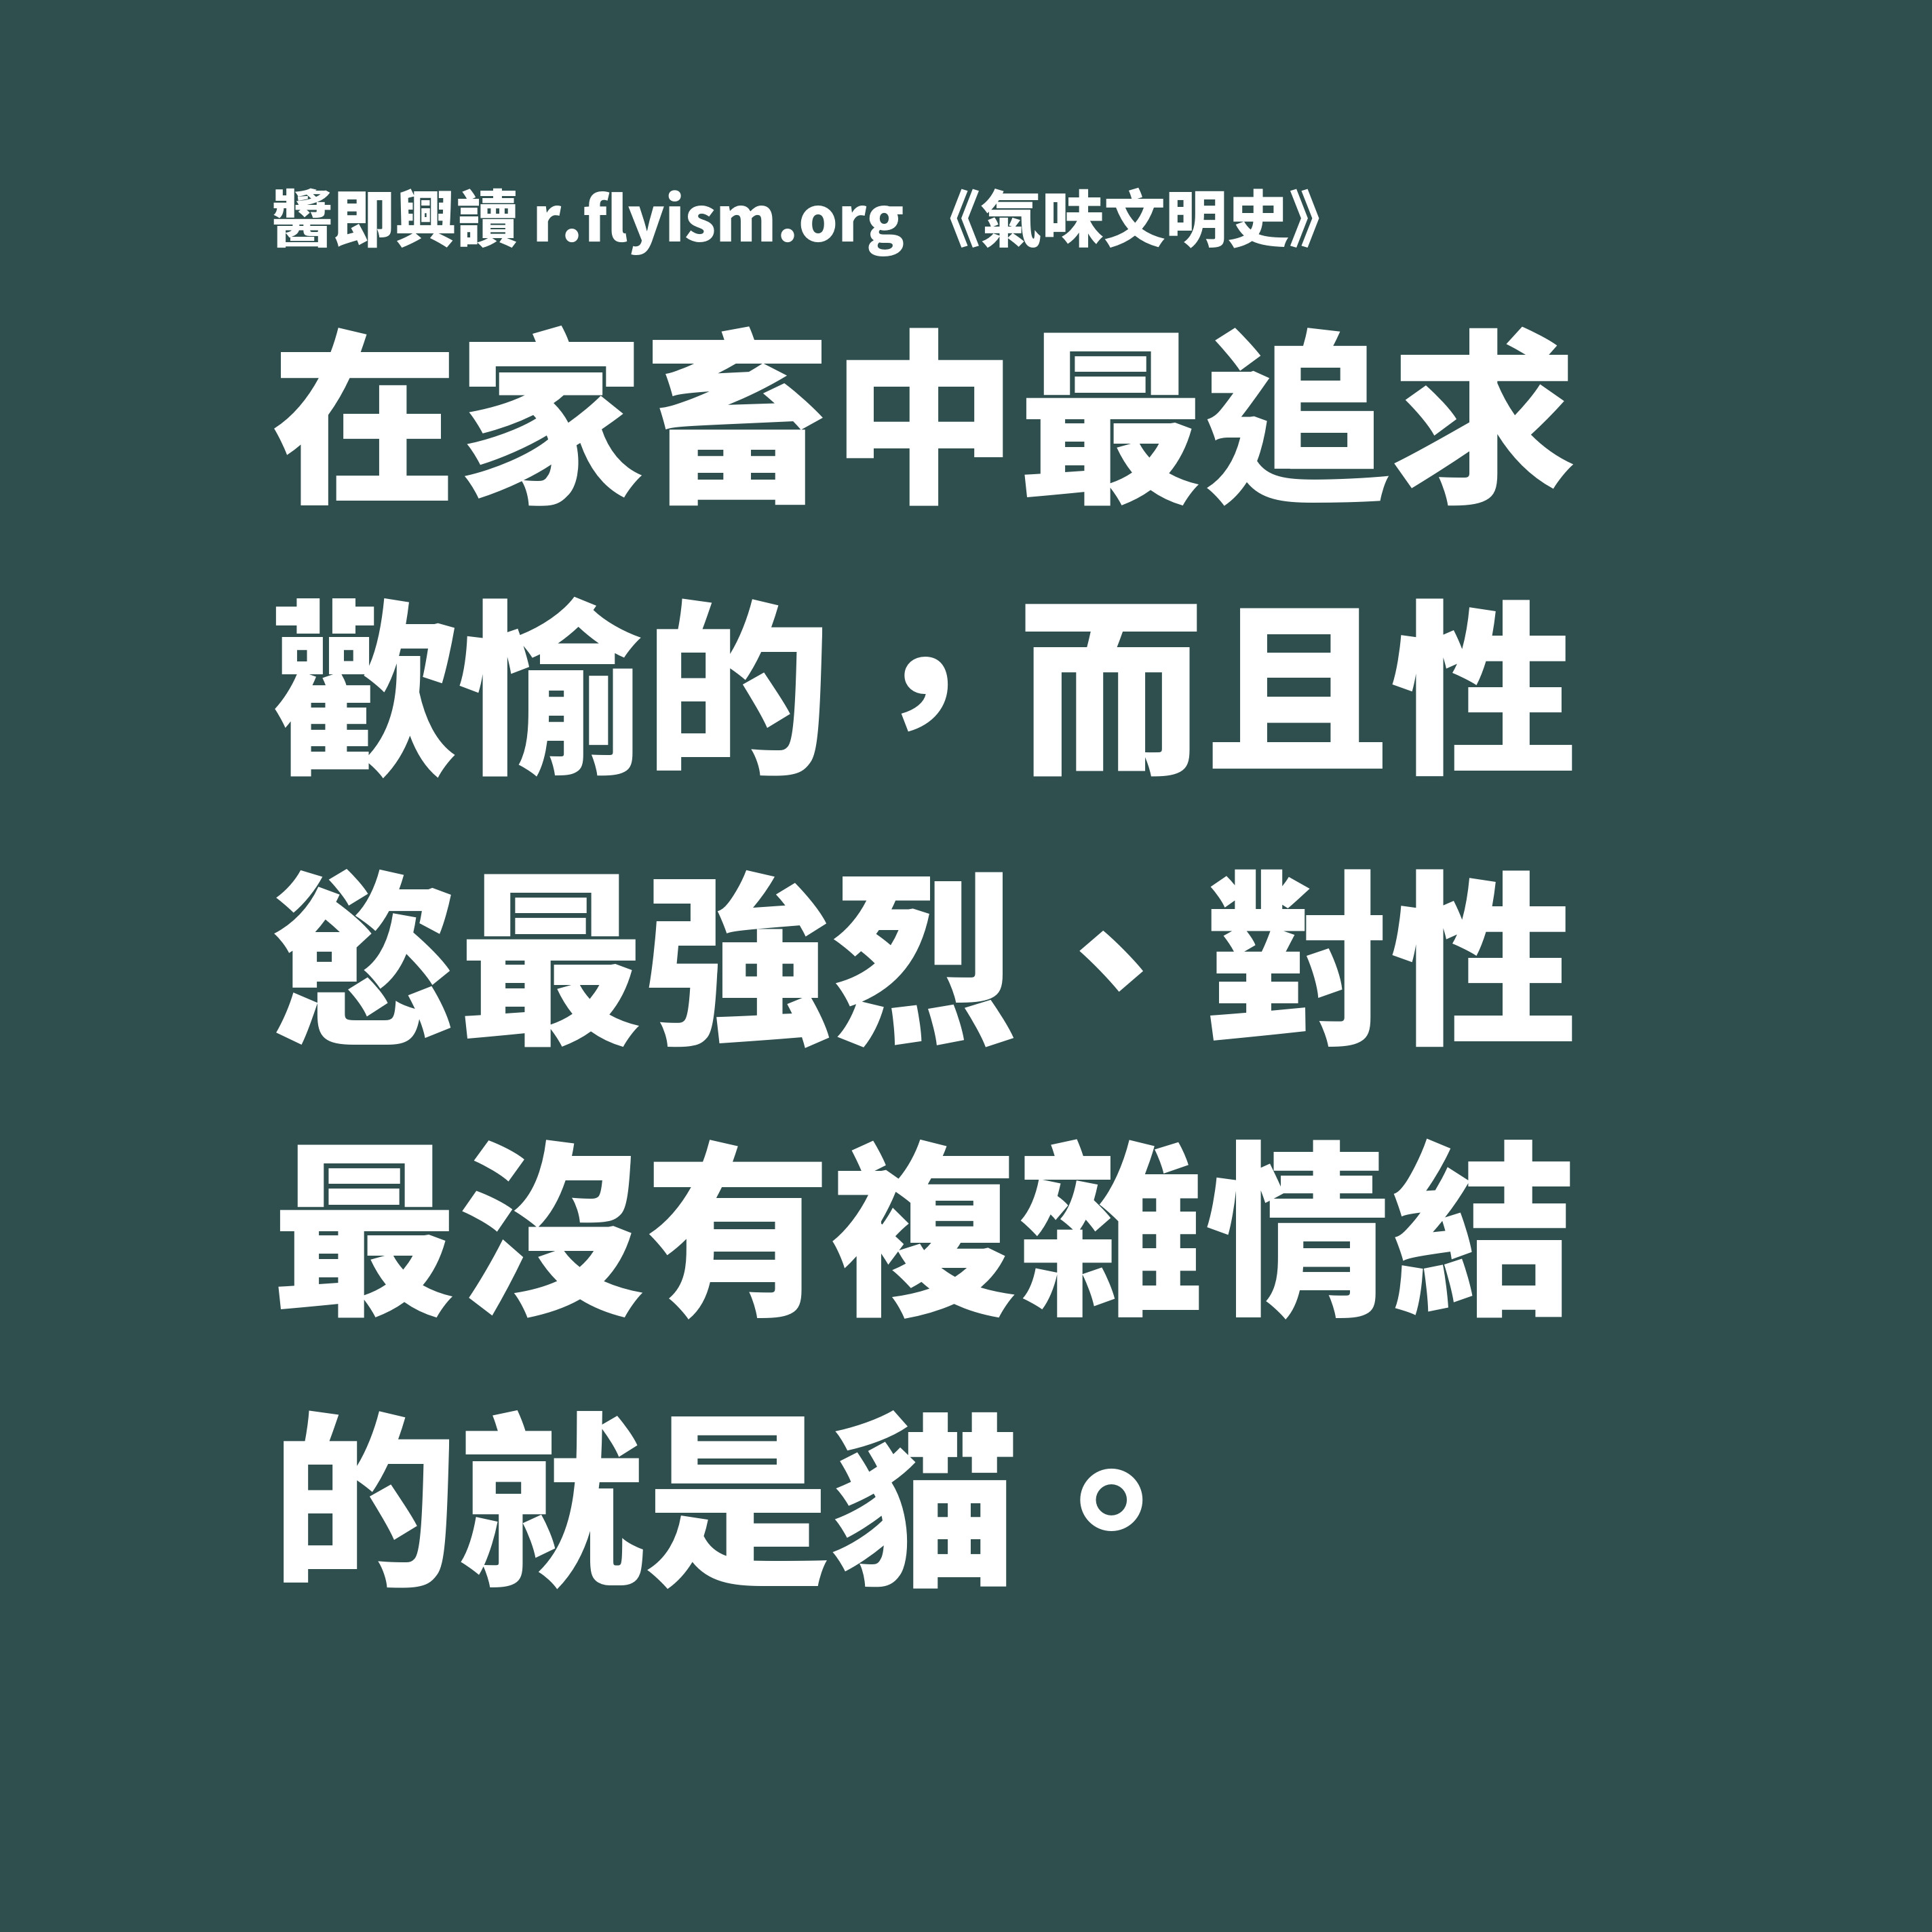 翻即閱讀 r.flyism.org 《氣味文明史》
在家畜中最追求
歡愉的，而且性
慾最強烈、對性
最沒有複雜情結
的就是貓。